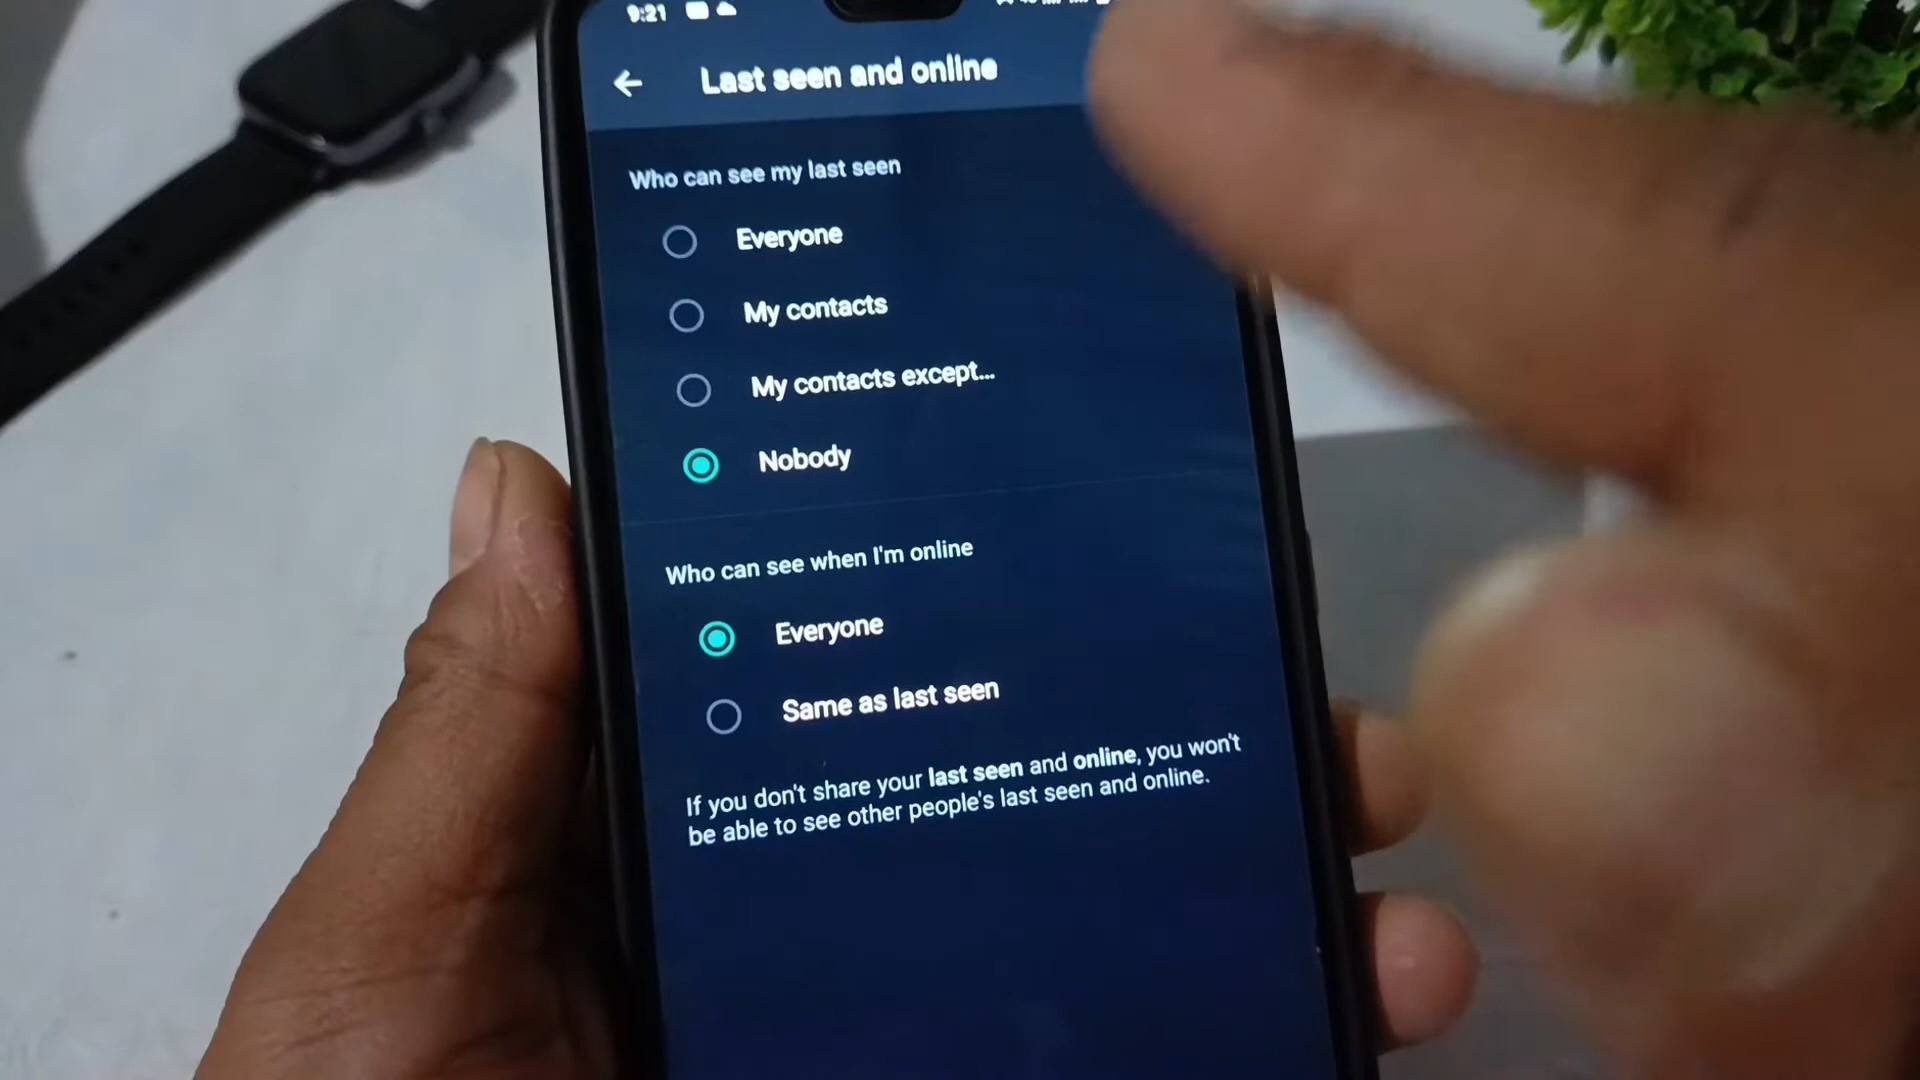 9:21
Last seen and online
Who can see my last seen
Everyone
My contacts
My contacts except...
Nobody
Who can see when I'm online
Everyone
Same as last seen
If you don't share your last seen and online, you won't
be able to see other people's last seen and online.